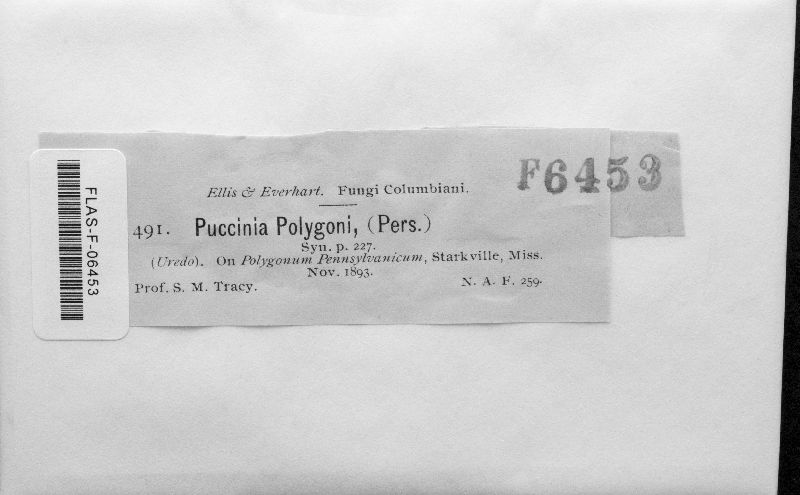 Ellis & Everhart. Fungi Columbiani.
F6453
491. Puccinia Polygoni, (Pers.)
Syn. p. 227.
(Uredo). On Polygonum Pennsylvanicum, Starkville, Miss.
Nov. 1893.
Prof. S. M. Tracy. N. A. F. 259.
FLAS-F-06453